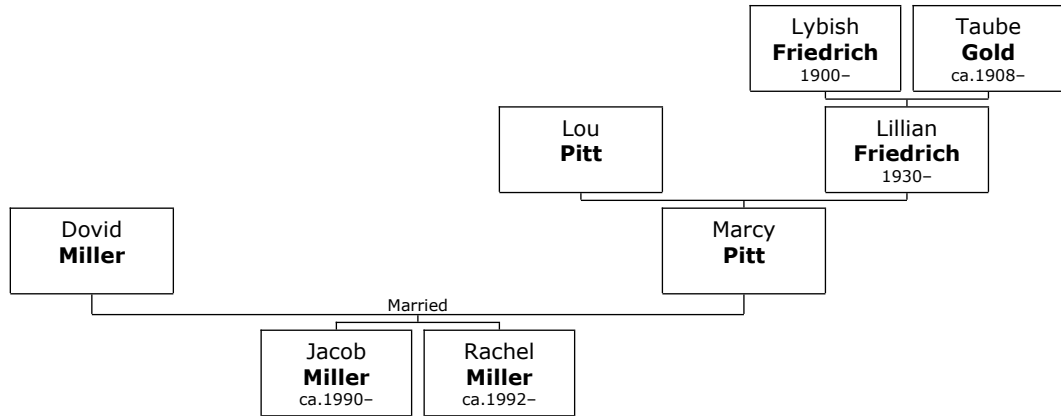 Lybish
Friedrich
1900–
Taube
Gold
ca.1908–
Lou
Pitt
Lillian
Friedrich
1930–
Dovid
Miller
Marcy
Pitt
Married
Jacob
Miller
ca.1990–
Rachel
Miller
ca.1992–